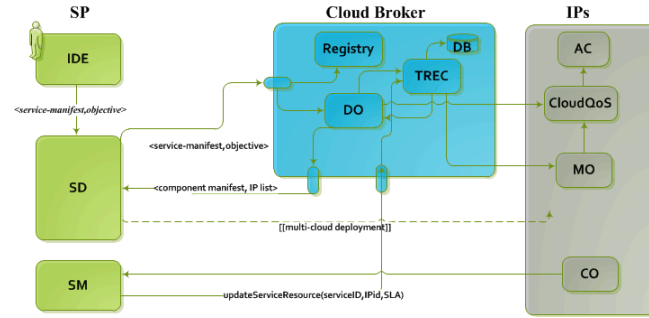 SP
Cloud Broker
IPs
IDE
Registry
DB
TREC
AC
CloudQoS
DO
<service-manifest,objective>
<service-manifest,objective>
MO
SD
<component manifest, IP list>
[[multi-cloud deployment]]
CO
SM
updateServiceResource(serviceID,IPid,SLA)